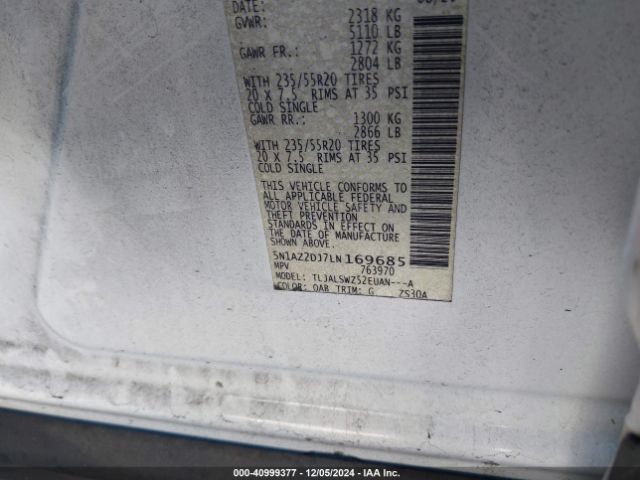 DATE:
GVWR: 2318 KG
5110 LB
GAWR FR.: 1272 KG
2804 LB
WITH 235/55R20 TIRES
20 X 7.5 RIMS AT 35 PSI
COLD SINGLE
GAWR RR.: 1300 KG
2866 LB
WITH 235/55R20 TIRES
20 X 7.5 RIMS AT 35 PSI
COLD SINGLE
THIS VEHICLE CONFORMS TO
ALL APPLICABLE FEDERAL
MOTOR VEHICLE SAFETY AND
THEFT PREVENTION
STANDARDS IN EFFECT ON
SHOWN ABOVE.
5N1AZ2DJ7LN169685
MPV 763970
MODEL: TLJALSWZ52EUAN---A
COLOR: QAB TRIM: G ZS30A
000-40999377 - 12/05/2024 - IAA Inc.